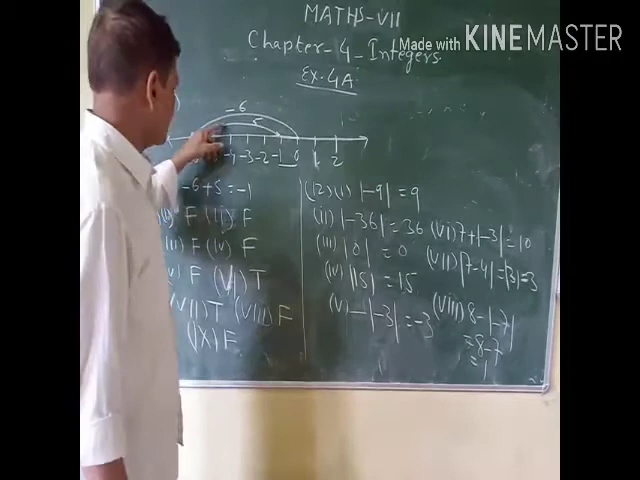 MATHS-VII
Chapter-4-Integers
Made with KINEMASTER
Ex-4A
-6
5
-4 -3 -2 -1 0 1 2
-6+5=-1
(i) F (ii) F
(iii) F (iv) F
(v) F (VI) T
(VII) T (VIII) F
(IX) F
(12)(i) |-9| = 9
(ii) |-36| = 36
(iii) |0| = 0
(iv) |15| = 15
(v) -|-3| = -3
(VI) 7+|-3| = 10
(VII) |7-4| = |3| = 3
(VIII) 8-|-7|
= 8-7
= 1